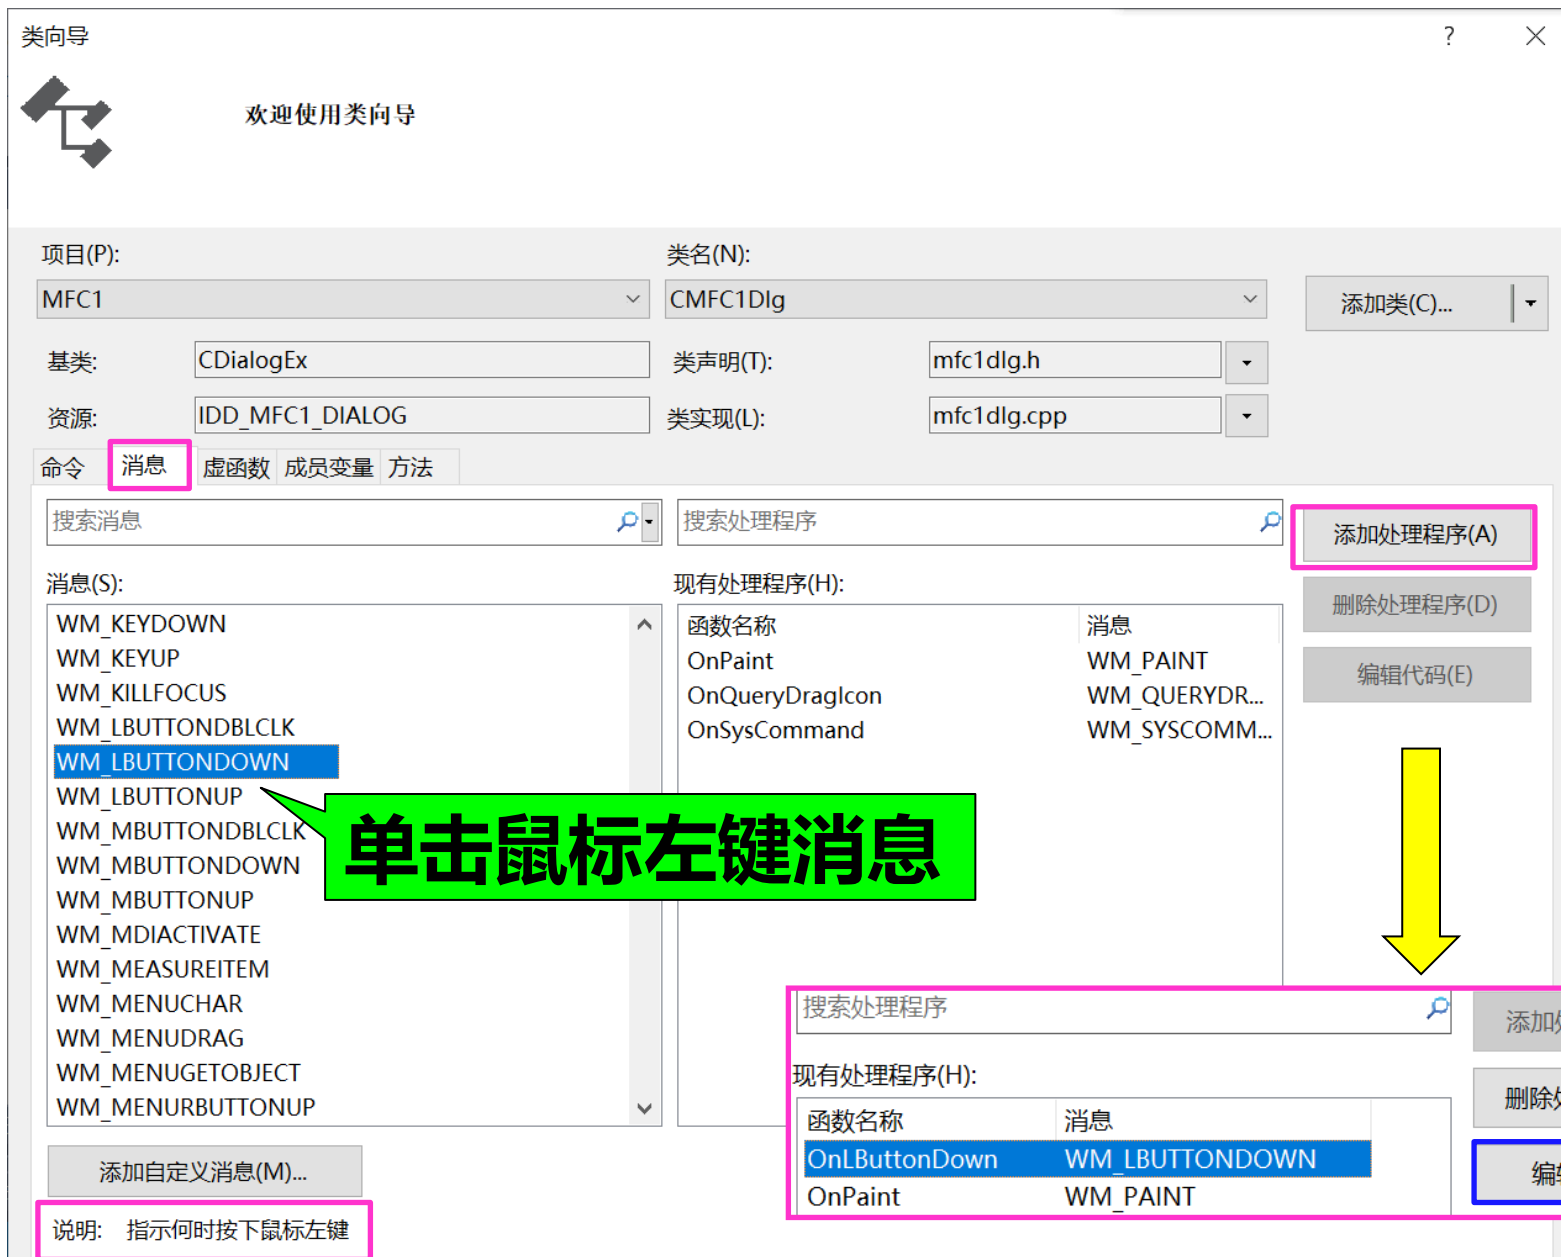 类向导
?
欢迎使用类向导
项目(P):
类名(N):
MFC1
CMFC1Dlg
添加类(C)...
基类:
CDialogEx
类声明(T):
mfc1dlg.h
资源:
IDD_MFC1_DIALOG
类实现(L):
mfc1dlg.cpp
命令 消息 虚函数 成员变量 方法
搜索消息
搜索处理程序
添加处理程序(A)
消息(S):
现有处理程序(H):
删除处理程序(D)
编辑代码(E)
WM_KEYDOWN
WM_KEYUP
WM_KILLFOCUS
WM_LBUTTONDBLCLK
WM_LBUTTONDOWN
WM_LBUTTONUP
WM_MBUTTONDBLCLK
WM_MBUTTONDOWN
WM_MBUTTONUP
WM_MDIACTIVATE
WM_MEASUREITEM
WM_MENUCHAR
WM_MENUDRAG
WM_MENUGETOBJECT
WM_MENURBUTTONUP
函数名称 消息
OnPaint WM_PAINT
OnQueryDragIcon WM_QUERYDR...
OnSysCommand WM_SYSCOMM...
单击鼠标左键消息
搜索处理程序
添加
现有处理程序(H):
删除
函数名称 消息
OnLButtonDown WM_LBUTTONDOWN
编
OnPaint WM_PAINT
添加自定义消息(M)...
说明: 指示何时按下鼠标左键